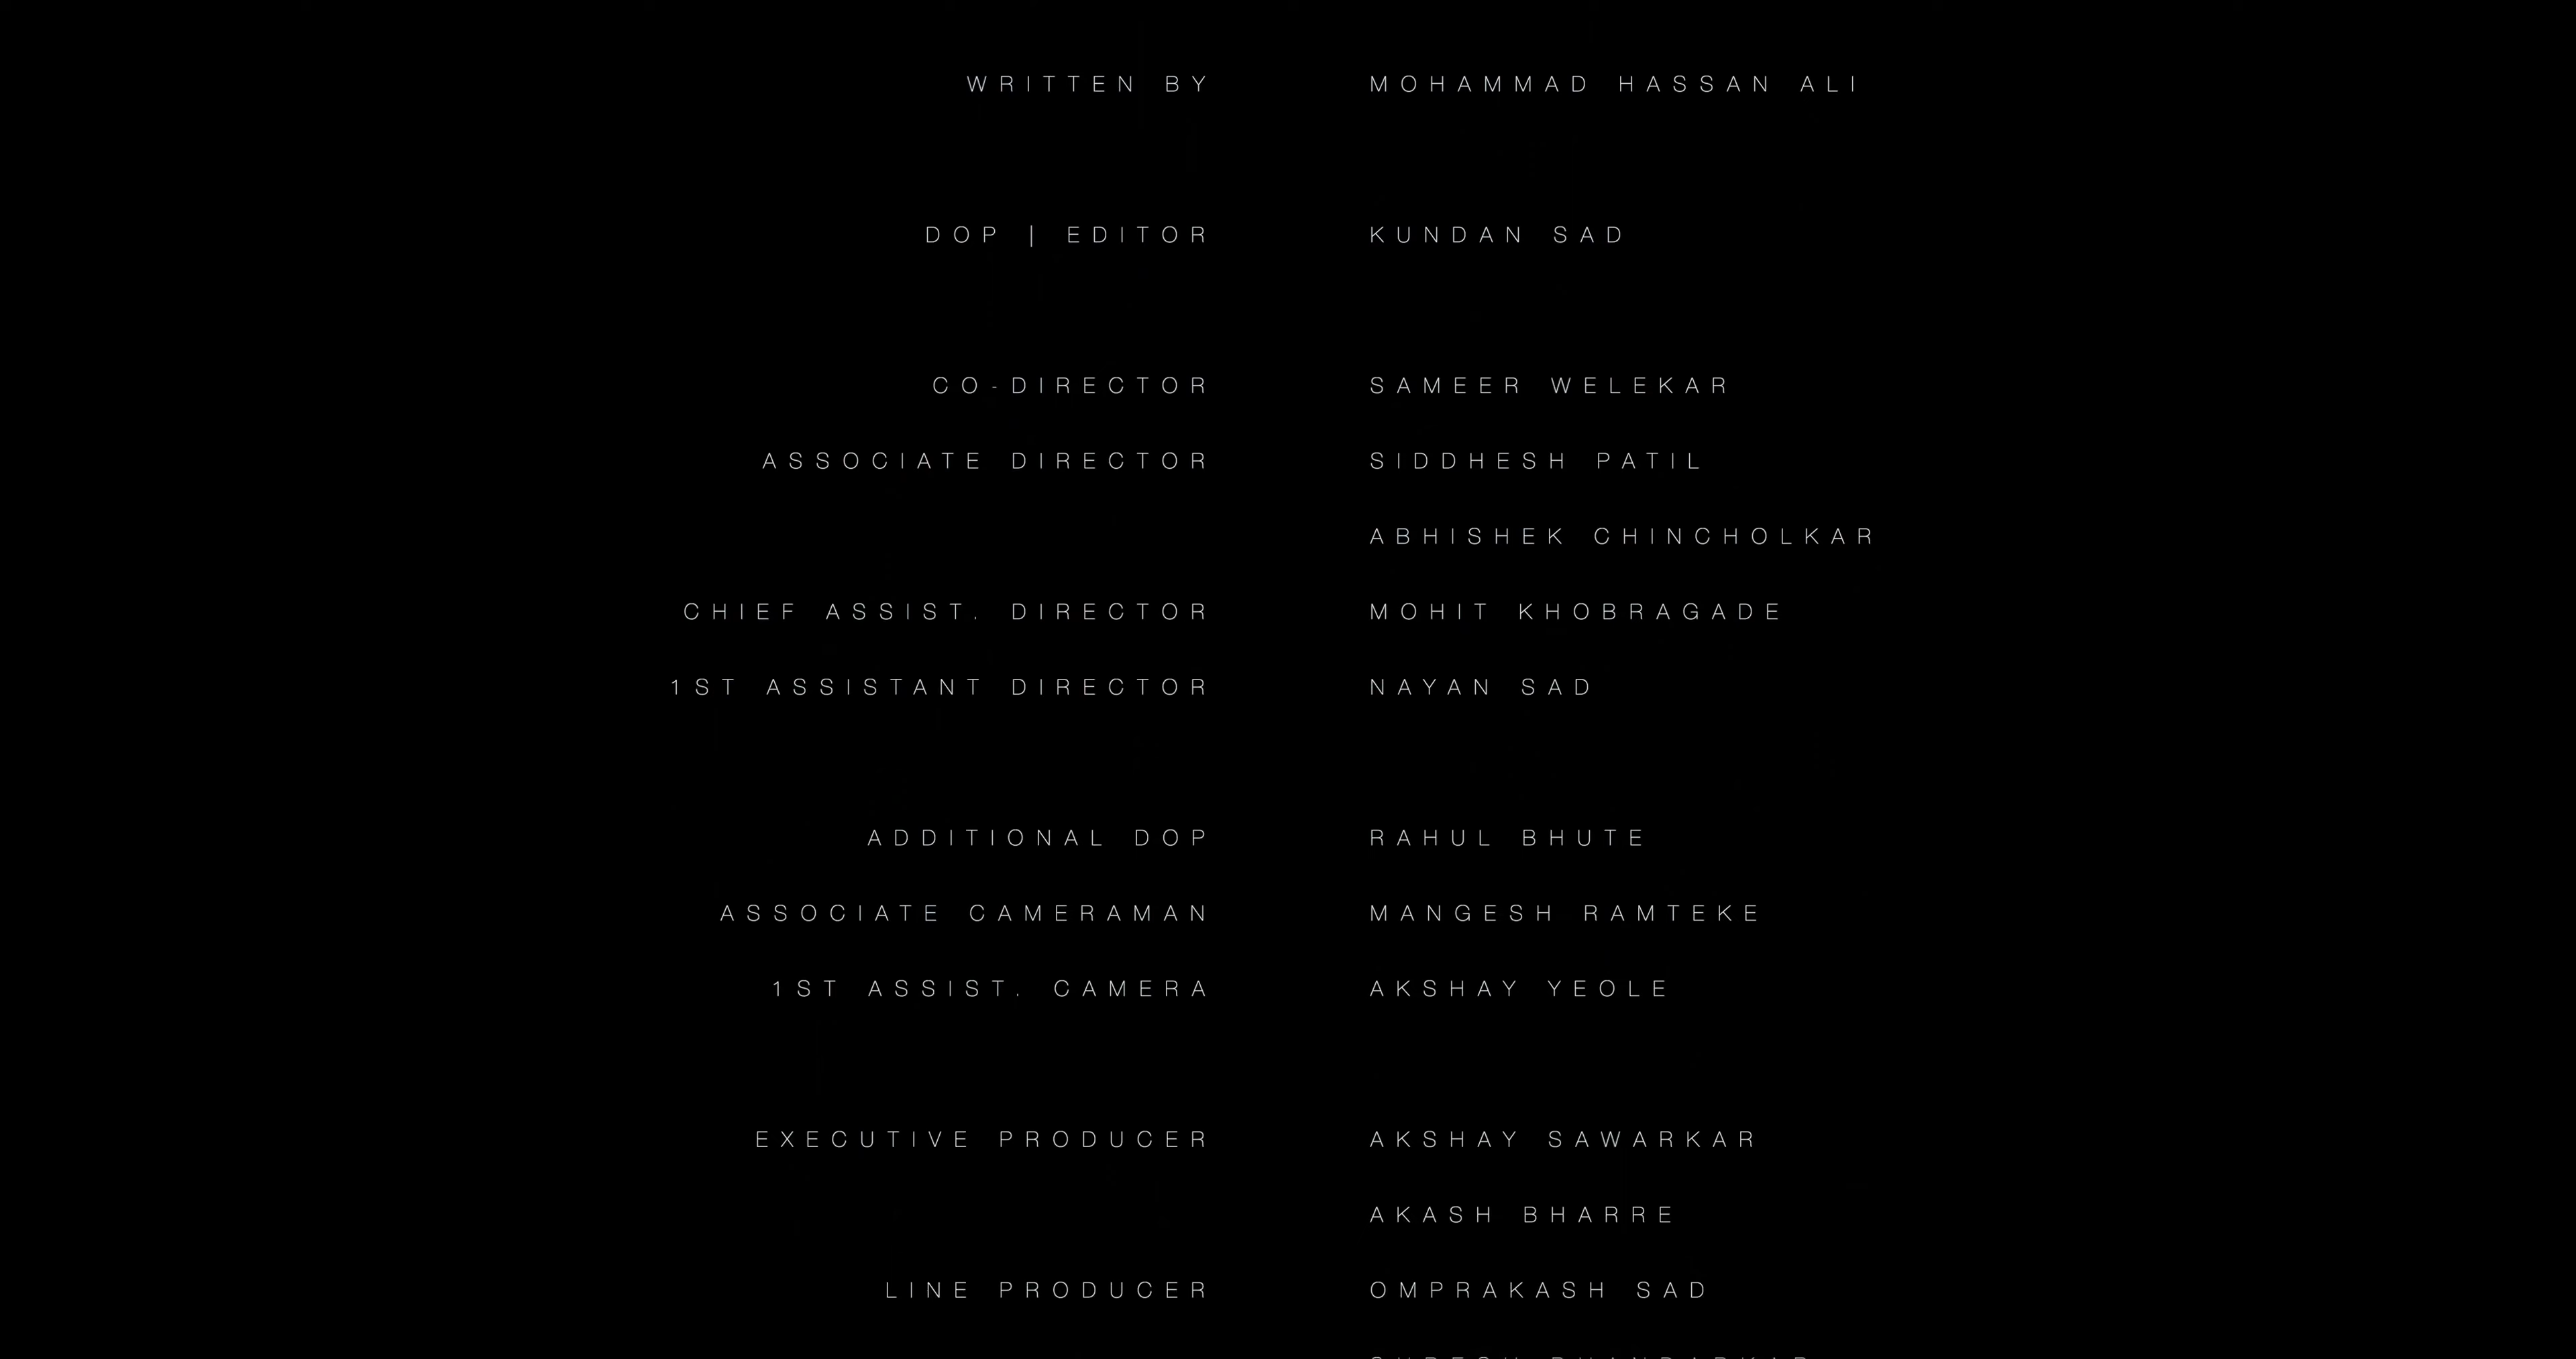 WRITTEN BY MOHAMMAD HASSAN ALI
DOP | EDITOR KUNDAN SAD
CO-DIRECTOR SAMEER WELEKAR
ASSOCIATE DIRECTOR SIDDHESH PATIL
ABHISHEK CHINCHOLKAR
CHIEF ASSIST. DIRECTOR MOHIT KHOBRAGADE
1ST ASSISTANT DIRECTOR NAYAN SAD
ADDITIONAL DOP RAHUL BHUTE
ASSOCIATE CAMERAMAN MANGESH RAMTEKE
1ST ASSIST. CAMERA AKSHAY YEOLE
EXECUTIVE PRODUCER AKSHAY SAWARKAR
AKASH BHARRE
LINE PRODUCER OMPRAKASH SAD